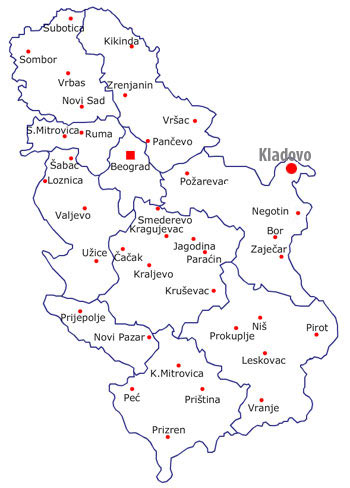 Subotica
Kikinda
Sombor
Vrbas
Zrenjanin
Novi Sad
Vršac
S.Mitrovica
Ruma
Pančevo
Kladovo
Šabac
Beograd
Loznica
Požarevac
Valjevo
Negotin
Smederevo
Kragujevac
Bor
Jagodina
Zaječar
Užice
Čačak
Paraćin
Kraljevo
Kruševac
Prijepolje
Niš
Pirot
Novi Pazar
Prokuplje
Leskovac
K.Mitrovica
Peć
Priština
Vranje
Prizren